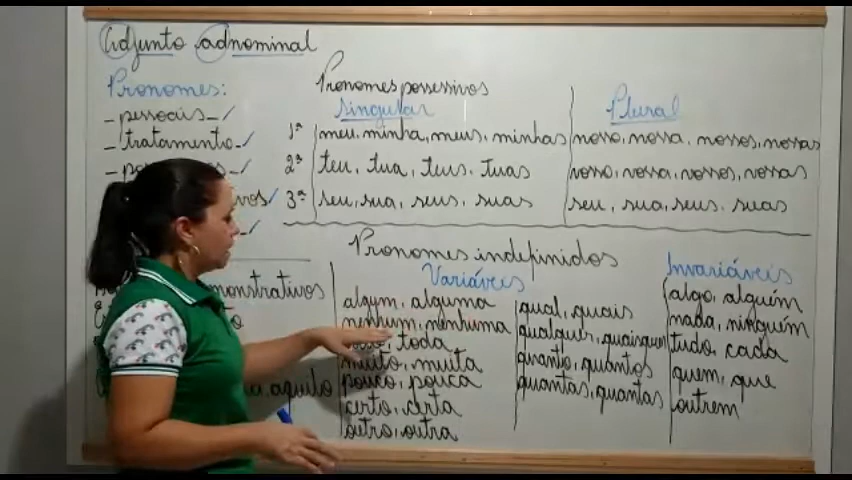 Adjunto adnominal
Pronomes:
- pessoais - ✓
- tratamento - ✓
Pronomes possessivos
Singular
Plural
1ª meu, minha, meus, minhas
nosso, nossa, nossos, nossas
2ª teu, tua, teus, tuas
vosso, vossa, vossos, vossas
3ª seu, sua, seus, suas
seu, sua, seus, suas
Pronomes indefinidos
Variáveis
Invariáveis
algum, alguma
nenhum, nenhuma
toda
muito, muita
pouco, pouca
certo, certa
outro, outra
qual, quais
qualquer, quaisquer
quanto, quantos
quantas, quantas
algo, alguém
nada, ninguém
tudo, cada
quem, que
outrem
aquilo